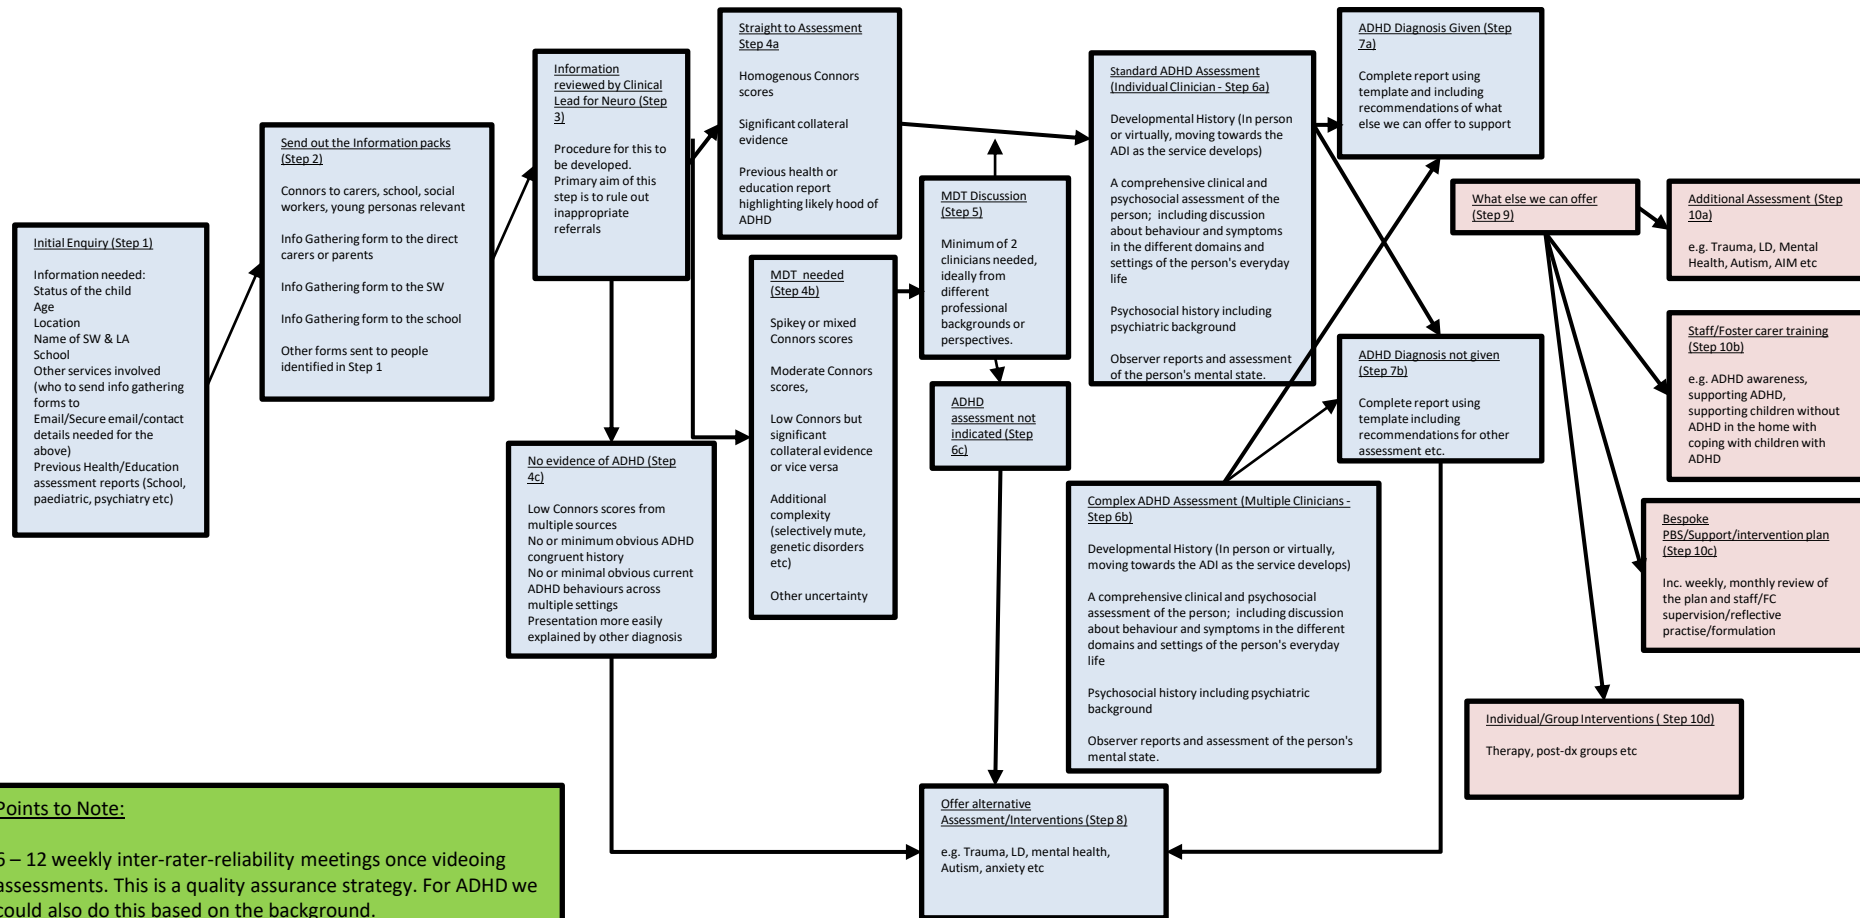 Initial Enquiry (Step 1)
Information needed:
Status of the child
Age
Location
Name of SW & LA
School
Other services involved
(who to send info gathering
forms to
Email/Secure email/contact
details needed for the
above)
Previous Health/Education
assessment reports (School,
paediatric, psychiatry etc)
Send out the Information packs
(Step 2)
Connors to carers, school, social
workers, young personas relevant
Info Gathering form to the direct
carers or parents
Info Gathering form to the SW
Info Gathering form to the school
Other forms sent to people
identified in Step 1
Information
reviewed by Clinical
Lead for Neuro (Step
3)
Procedure for this to
be developed.
Primary aim of this
step is to rule out
inappropriate
referrals
Straight to Assessment
Step 4a
Homogenous Connors
scores
Significant collateral
evidence
Previous health or
education report
highlighting likely hood of
ADHD
MDT needed
(Step 4b)
Spikey or mixed
Connors scores
Moderate Connors
scores,
Low Connors but
significant
collateral evidence
or vice versa
Additional
complexity
(selectively mute,
genetic disorders
etc)
Other uncertainty
No evidence of ADHD (Step
4c)
Low Connors scores from
multiple sources
No or minimum obvious ADHD
congruent history
No or minimal obvious current
ADHD behaviours across
multiple settings
Presentation more easily
explained by other diagnosis
MDT Discussion
(Step 5)
Minimum of 2
clinicians needed,
ideally from
different
professional
backgrounds or
perspectives.
ADHD
assessment not
indicated (Step
6c)
Standard ADHD Assessment
(Individual Clinician - Step 6a)
Developmental History (In person
or virtually, moving towards the
ADI as the service develops)
A comprehensive clinical and
psychosocial assessment of the
person; including discussion
about behaviour and symptoms
in the different domains and
settings of the person's everyday
life
Psychosocial history including
psychiatric background
Observer reports and assessment
of the person's mental state.
Complex ADHD Assessment (Multiple Clinicians -
Step 6b)
Developmental History (In person or virtually,
moving towards the ADI as the service develops)
A comprehensive clinical and psychosocial
assessment of the person; including discussion
about behaviour and symptoms in the different
domains and settings of the person's everyday
life
Psychosocial history including psychiatric
background
Observer reports and assessment of the person's
mental state.
ADHD Diagnosis Given (Step
7a)
Complete report using
template and including
recommendations of what
else we can offer to support
ADHD Diagnosis not given
(Step 7b)
Complete report using
template including
recommendations for other
assessment etc.
Offer alternative
Assessment/Interventions (Step 8)
e.g. Trauma, LD, mental health,
Autism, anxiety etc
What else we can offer
(Step 9)
Additional Assessment (Step
10a)
e.g. Trauma, LD, Mental
Health, Autism, AIM etc
Staff/Foster carer training
(Step 10b)
e.g. ADHD awareness,
supporting ADHD,
supporting children without
ADHD in the home with
coping with children with
ADHD
Bespoke
PBS/Support/intervention plan
(Step 10c)
Inc. weekly, monthly review of
the plan and staff/FC
supervision/reflective
practise/formulation
Individual/Group Interventions ( Step 10d)
Therapy, post-dx groups etc
Points to Note:
6 – 12 weekly inter-rater-reliability meetings once videoing
assessments. This is a quality assurance strategy. For ADHD we
could also do this based on the background.